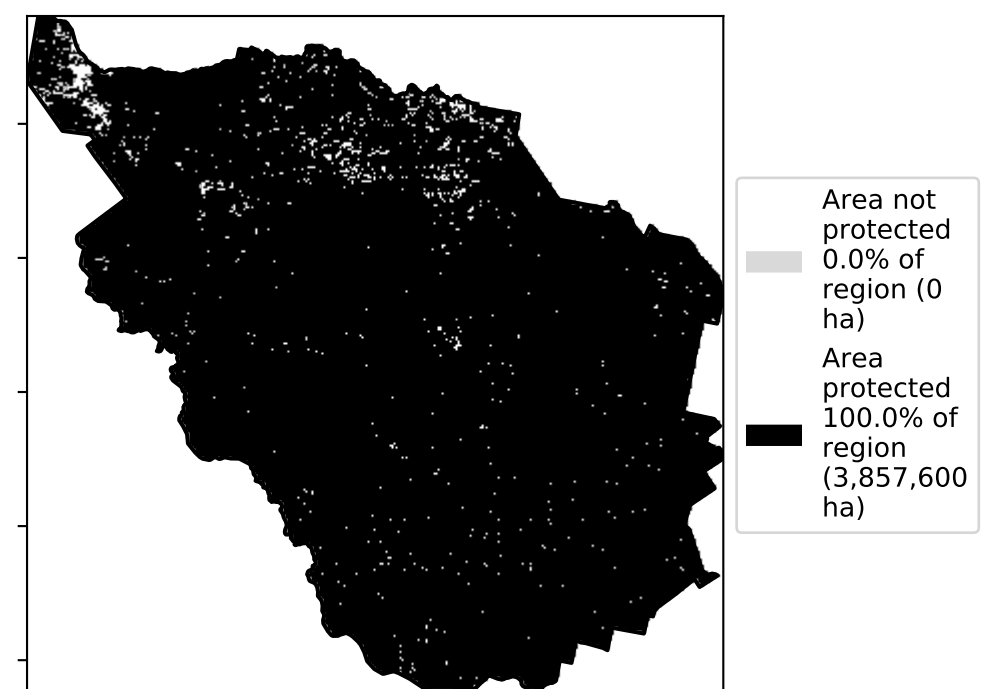 Area not
protected
0.0% of
region (0
ha)
Area
protected
100.0% of
region
(3,857,600
ha)